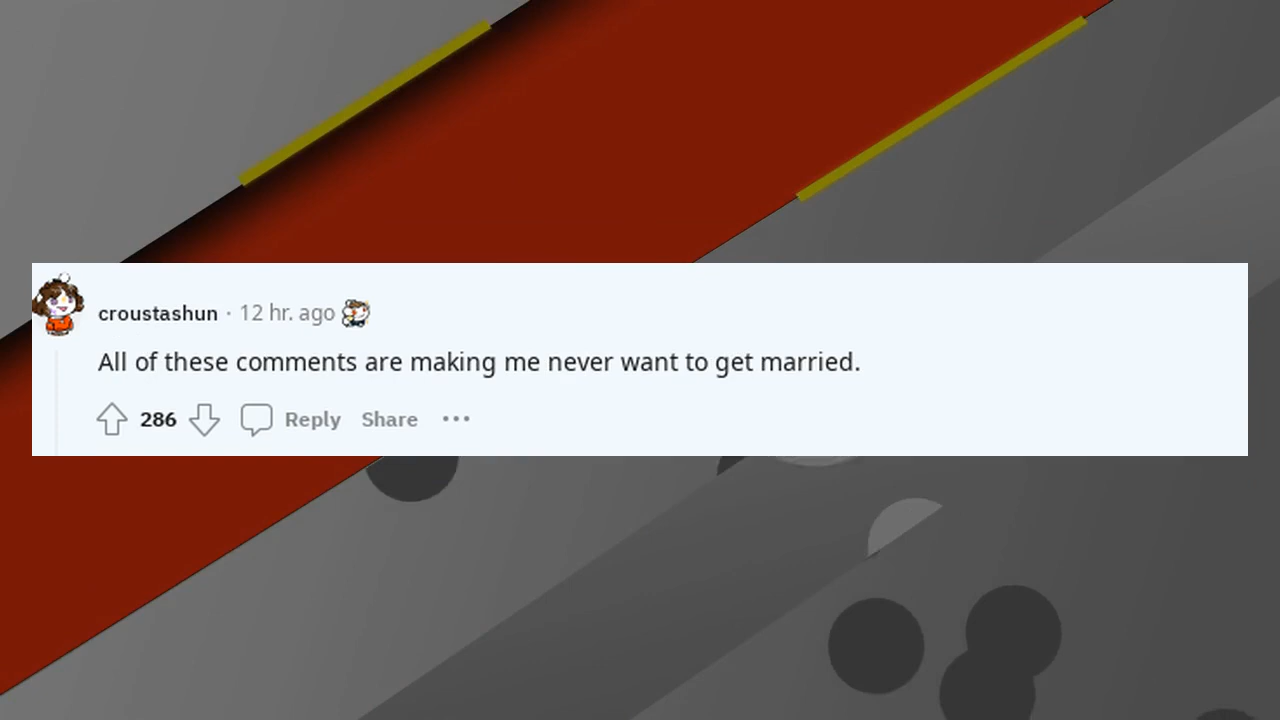 croustashun · 12 hr. ago
All of these comments are making me never want to get married.
286 Reply Share ···